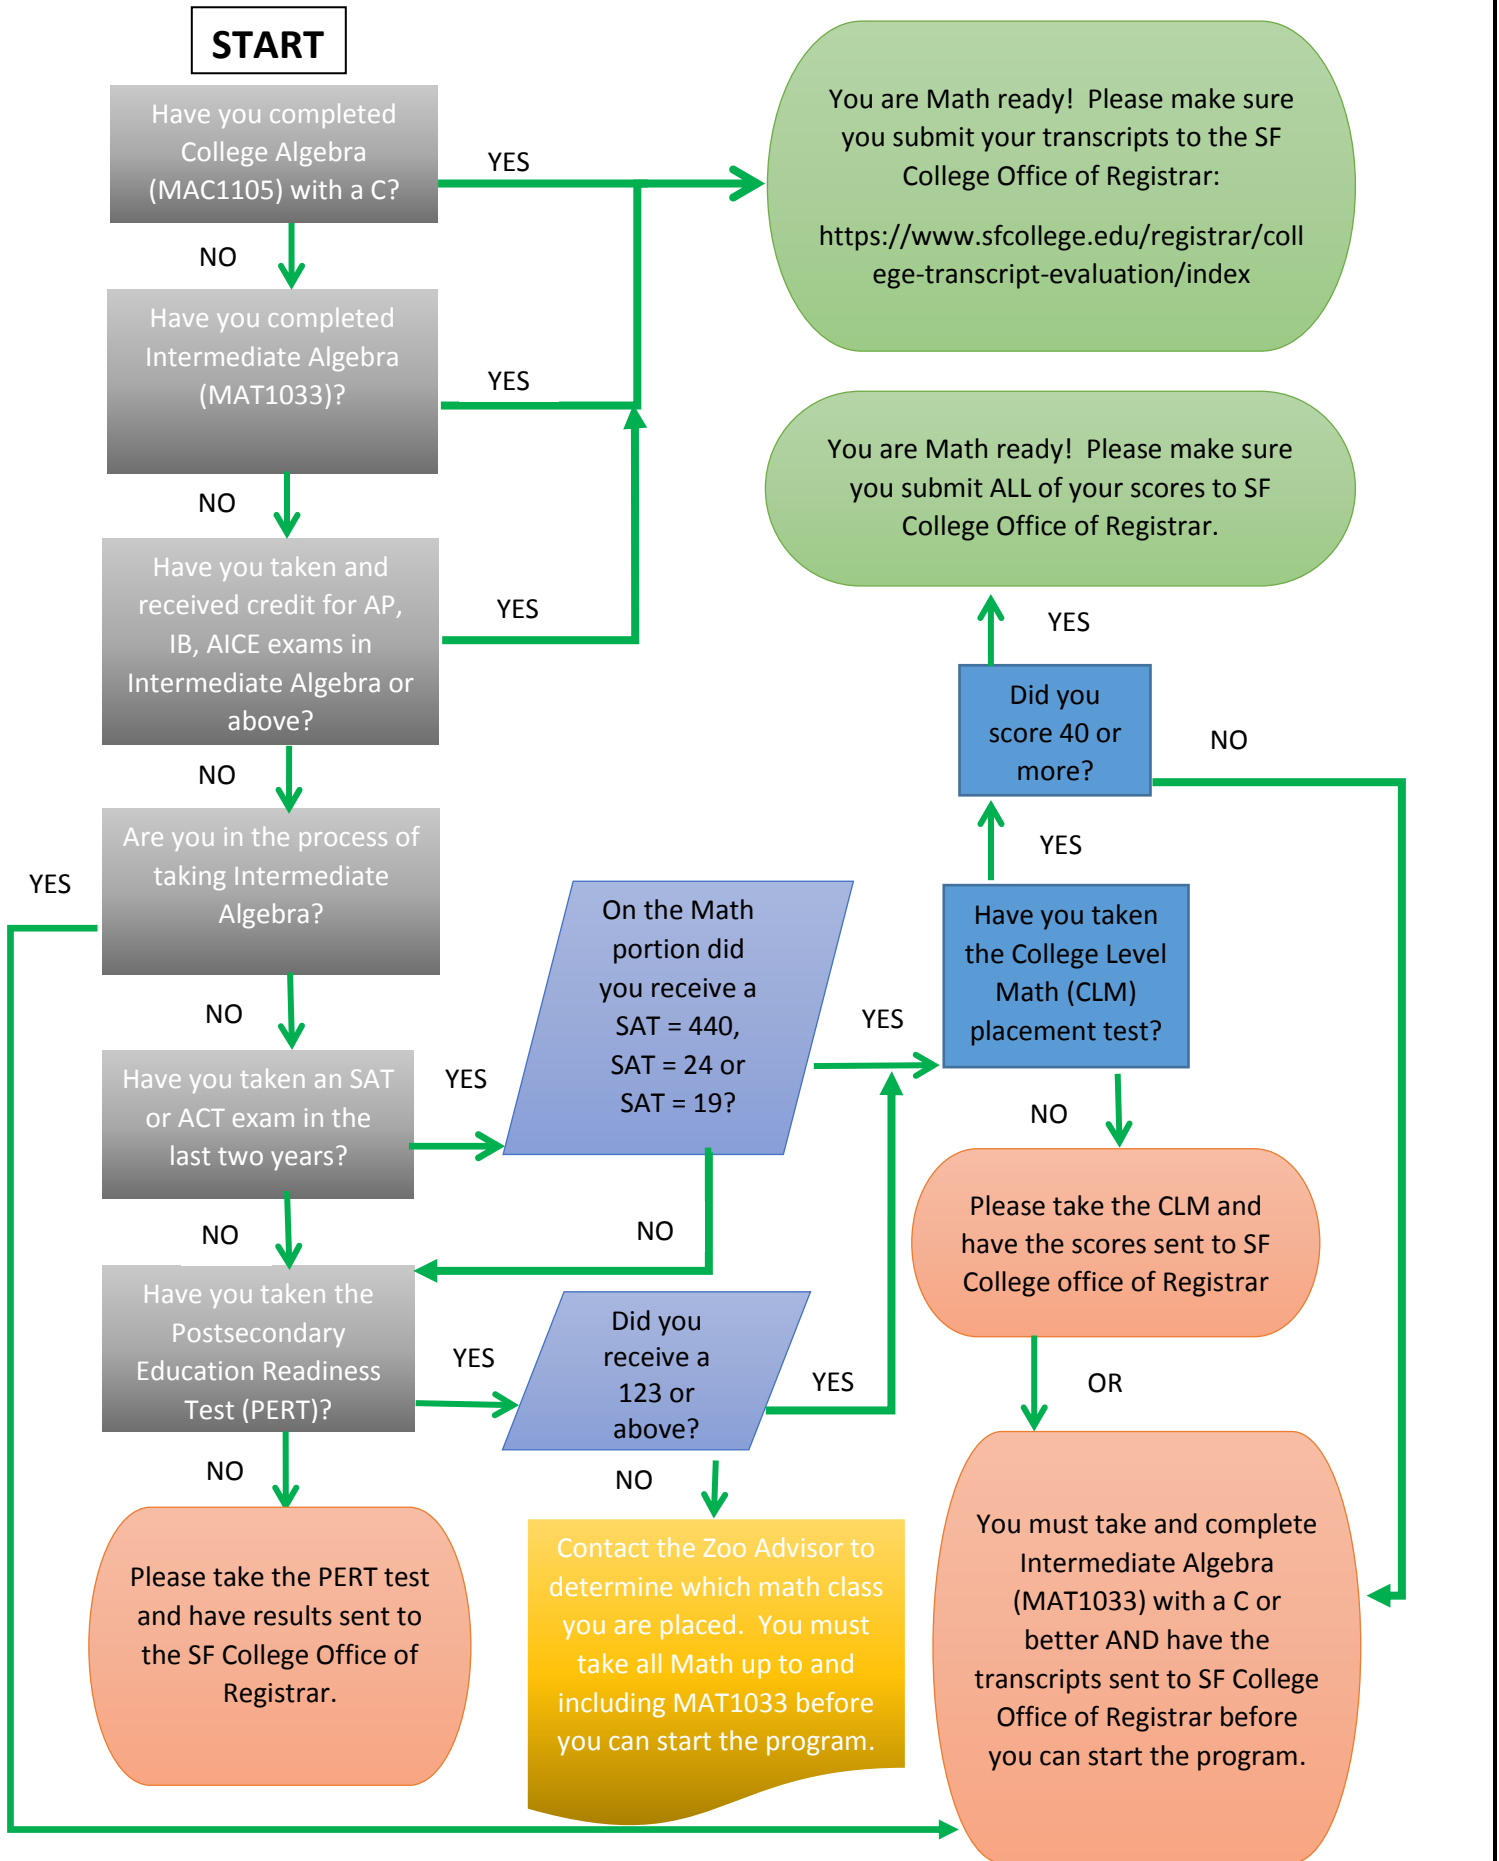 START
Have you completed
College Algebra
(MAC1105) with a C?
YES
You are Math ready!  Please make sure
you submit your transcripts to the SF
College Office of Registrar:
https://www.sfcollege.edu/registrar/coll
ege-transcript-evaluation/index
NO
Have you completed
Intermediate Algebra
(MAT1033)?
YES
You are Math ready!  Please make sure
you submit ALL of your scores to SF
College Office of Registrar.
NO
Have you taken and
received credit for AP,
IB, AICE exams in
Intermediate Algebra or
above?
YES
YES
Did you
score 40 or
more?
NO
NO
Are you in the process of
taking Intermediate
Algebra?
YES
YES
On the Math
portion did
you receive a
SAT = 440,
SAT = 24 or
SAT = 19?
YES
Have you taken
the College Level
Math (CLM)
placement test?
NO
Have you taken an SAT
or ACT exam in the
last two years?
YES
NO
Please take the CLM and
have the scores sent to SF
College office of Registrar
NO
NO
Have you taken the
Postsecondary
Education Readiness
Test (PERT)?
YES
Did you
receive a
123 or
above?
YES
OR
NO
NO
Please take the PERT test
and have results sent to
the SF College Office of
Registrar.
Contact the Zoo Advisor to
determine which math class
you are placed.  You must
take all Math up to and
including MAT1033 before
you can start the program.
You must take and complete
Intermediate Algebra
(MAT1033) with a C or
better AND have the
transcripts sent to SF College
Office of Registrar before
you can start the program.